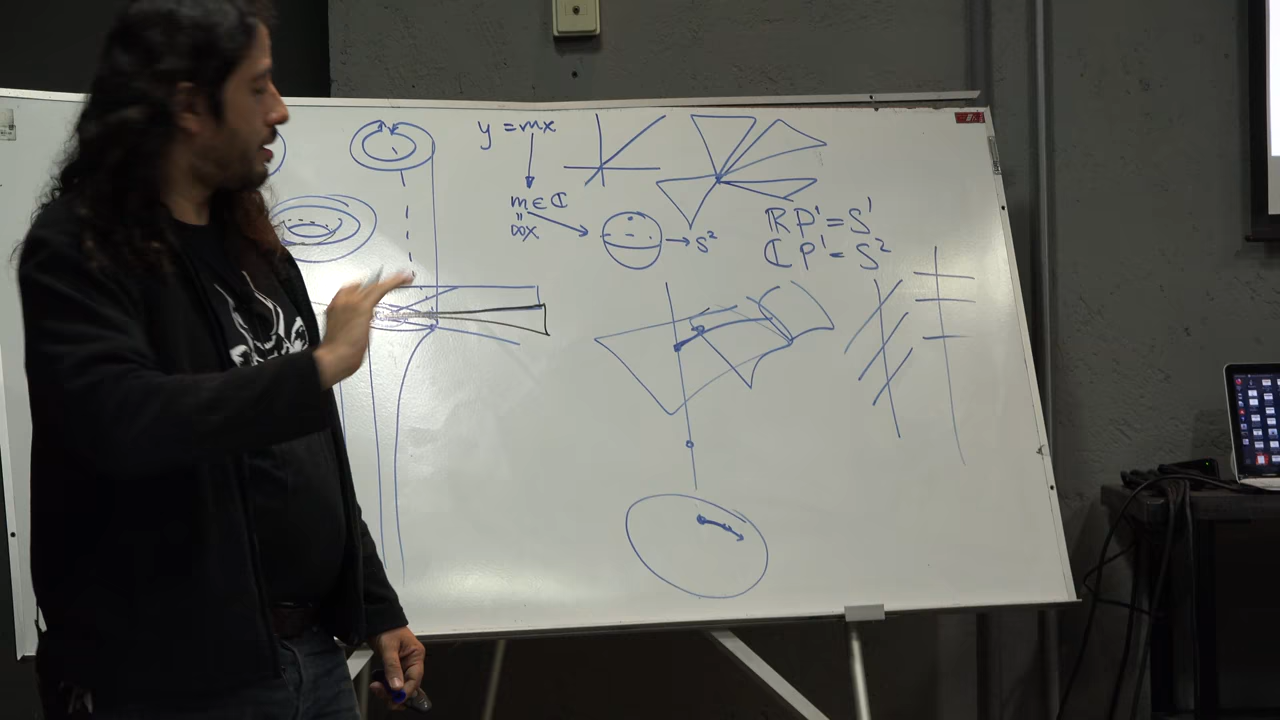 y = mx
m ∈ ℂ
"
∞x
→ S²
ℝP¹ = S¹
ℂP¹ = S²